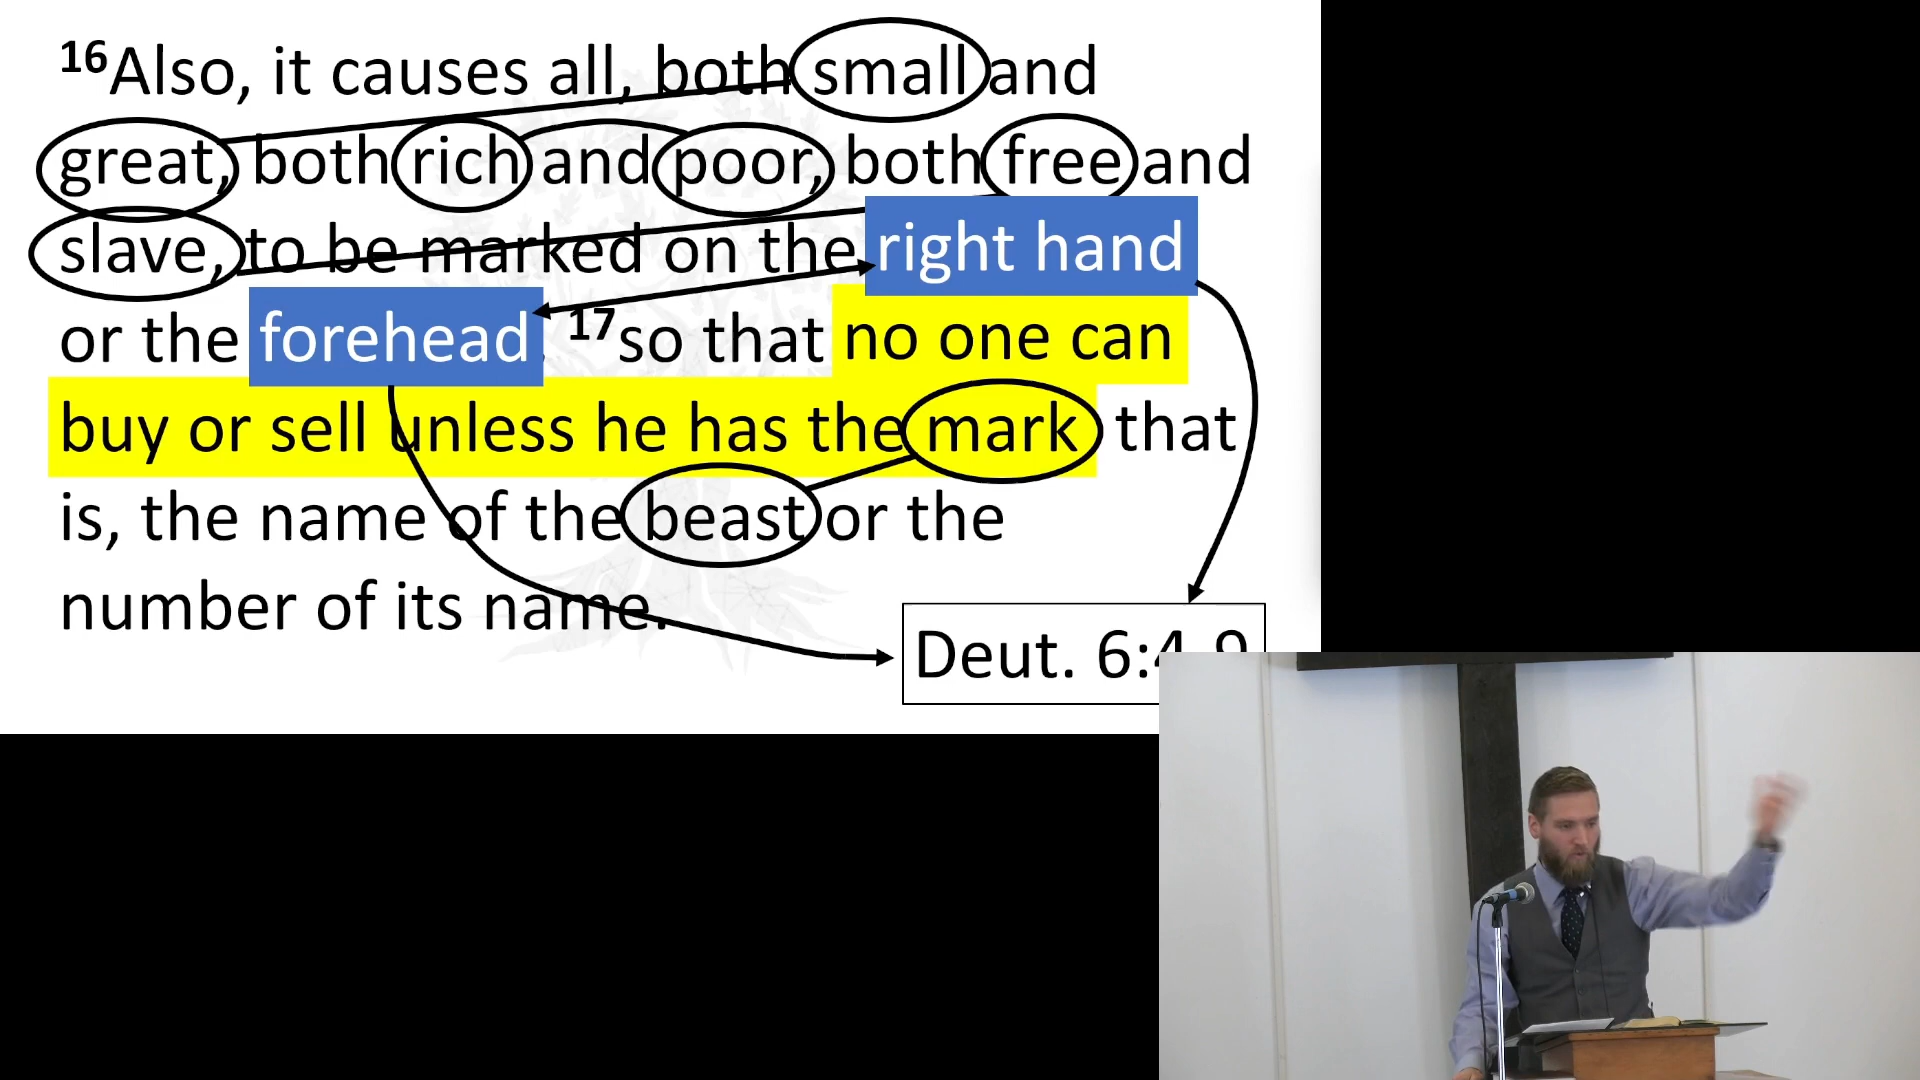 16Also, it causes all, both small and
great, both rich and poor, both free and
slave, to be marked on the right hand
or the forehead, 17so that no one can
buy or sell unless he has the mark that
is, the name of the beast or the
number of its name.
Deut. 6:4-9